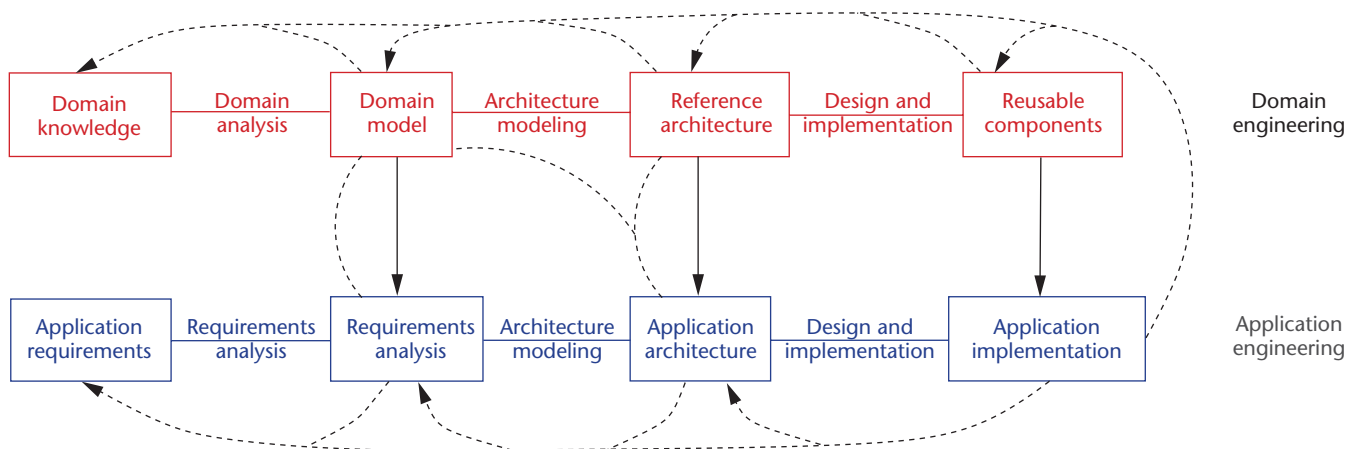 Domain
knowledge
Domain
analysis
Domain
model
Architecture
modeling
Reference
architecture
Design and
implementation
Reusable
components
Domain
engineering
Application
requirements
Requirements
analysis
Requirements
analysis
Architecture
modeling
Application
architecture
Design and
implementation
Application
implementation
Application
engineering